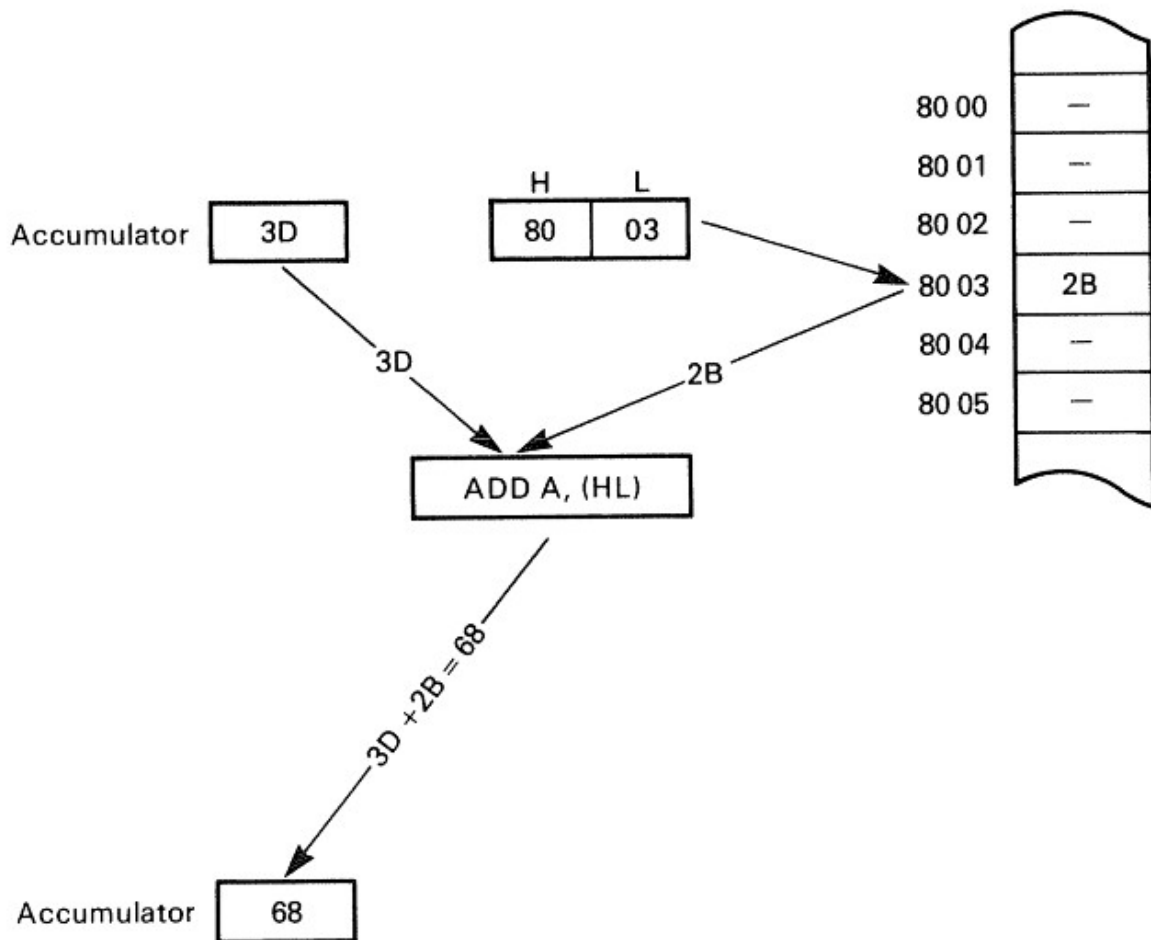 80 00 —
80 01 —
H L
Accumulator 3D 80 03 80 02 —
80 03 2B
3D 2B 80 04 —
80 05 —
ADD A, (HL)
3D +2B = 68
Accumulator 68